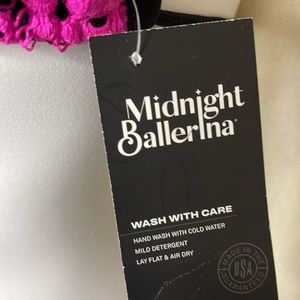 Midnight
BallerIna
WASH WITH CARE
HAND WASH WITH COLD WATER
MILD DETERGENT
LAY FLAT & AIR DRY
MADE IN THE
USA
GUARANTEED